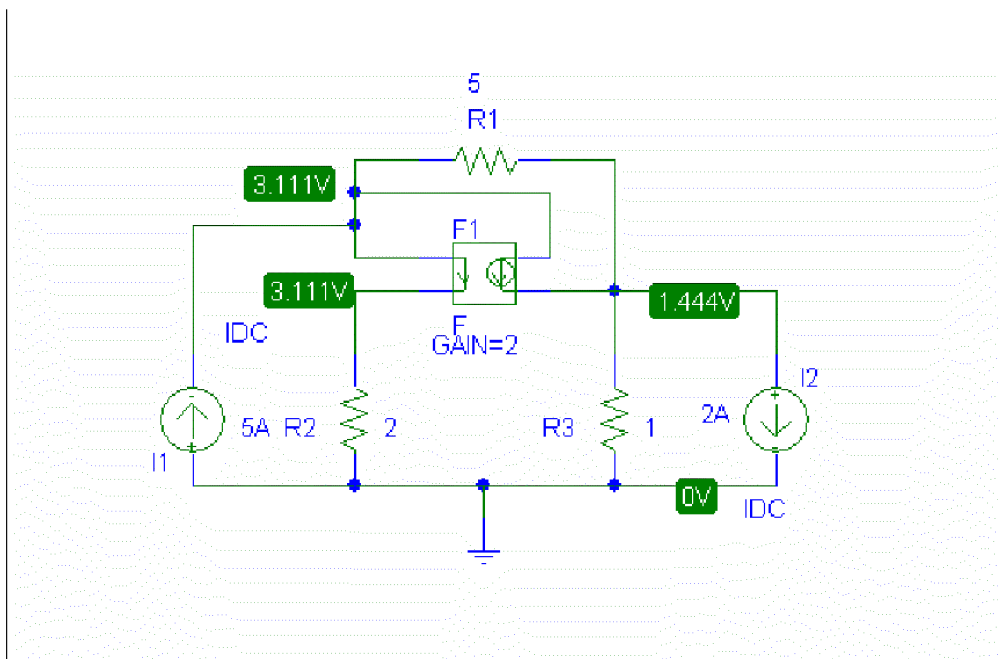 5
R1
3.111V
F1
3.111V
1.444V
F
GAIN=2
IDC
I2
5A R2 2
R3 1
2A
I1
0V
IDC